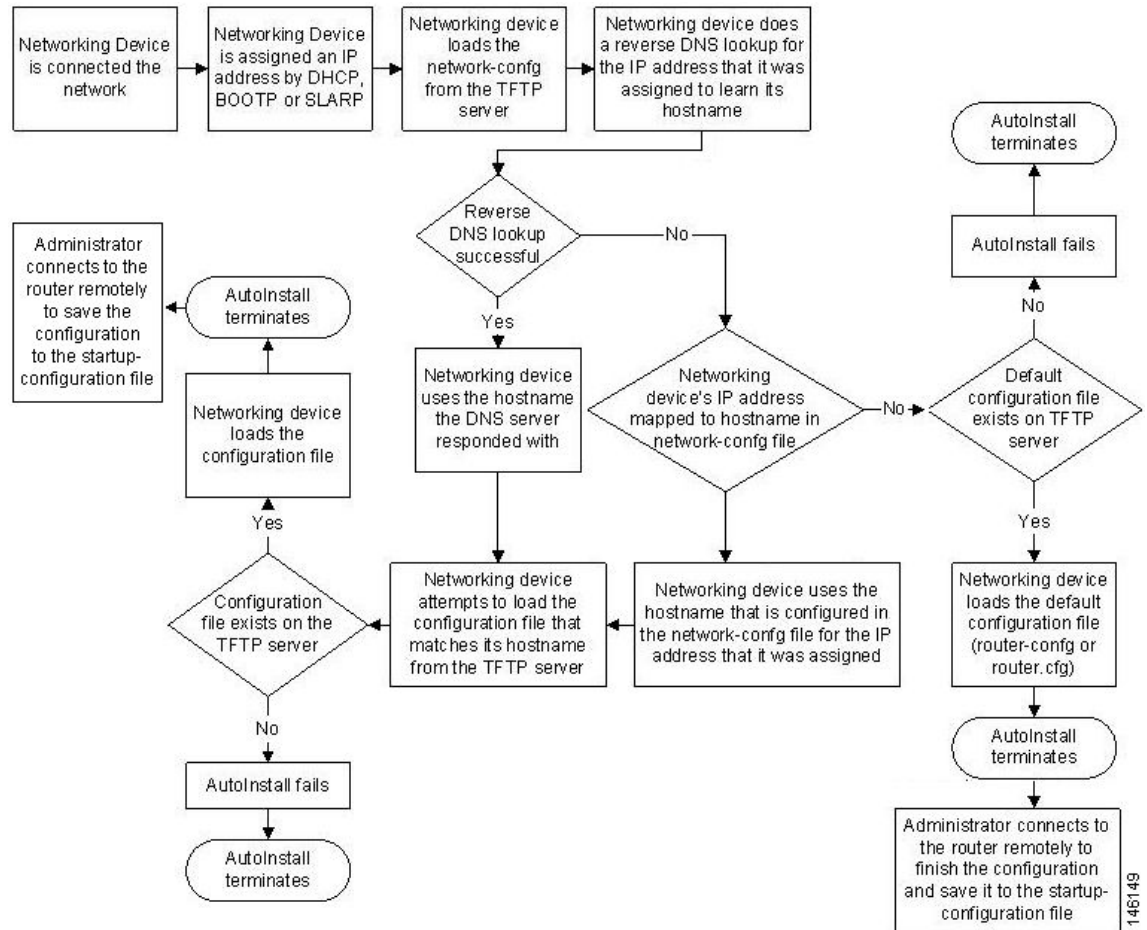 Networking Device
is connected the
network
Networking Device
is assigned an IP
address by DHCP,
BOOTP or SLARP
Networking device
loads the
network-confg
from the TFTP
server
Networking device does
a reverse DNS lookup for
the IP address that it was
assigned to learn its
hostname
AutoInstall
terminates
AutoInstall fails
No
Reverse
DNS lookup
successful
No
Yes
Administrator
connects to the
router remotely
to save the
configuration
to the startup-
configuration file
AutoInstall
terminates
Networking device
loads the
configuration file
Yes
Networking device
uses the hostname
the DNS server
responded with
Networking
device's IP address
mapped to hostname in
network-confg file
No
Default
configuration file
exists on TFTP
server
Yes
Configuration
file exists on the
TFTP server
Networking device
attempts to load the
configuration file that
matches its hostname
from the TFTP server
Networking device uses the
hostname that is configured in
the network-confg file for the IP
address that it was assigned
Networking device
loads the default
configuration file
(router-confg or
router.cfg)
No
AutoInstall fails
AutoInstall
terminates
AutoInstall
terminates
Administrator connects to
the router remotely to
finish the configuration
and save it to the startup-
configuration file
146149